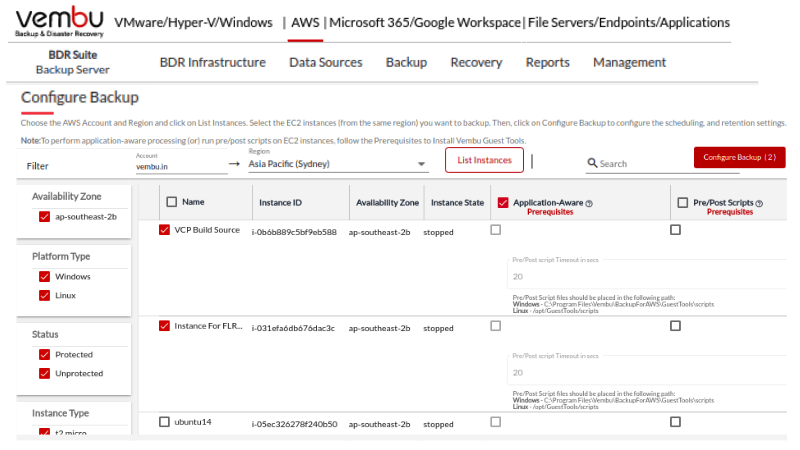 vembu
Backup & Disaster Recovery
VMware/Hyper-V/Windows | AWS | Microsoft 365/Google Workspace| File Servers/Endpoints/Applications
BDR Suite
Backup Server
BDR Infrastructure Data Sources Backup Recovery Reports Management
Configure Backup
Choose the AWS Account and Region and click on List Instances. Select the EC2 instances (from the same region) you want to backup. Then, click on Configure Backup to configure the scheduling, and retention settings.
Note:To perform application-aware processing (or) run pre/post scripts on EC2 instances, follow the Prerequisites to Install Vembu Guest Tools.
Filter
Account
vembu.in
→
Region
Asia Pacific (Sydney)
List Instances
Search
Configure Backup ( 2 )
Availability Zone
ap-southeast-2b
Platform Type
Windows
Linux
Status
Protected
Unprotected
Instance Type
t2.micro
Name Instance ID Availability Zone Instance State Application-Aware Pre/Post Scripts
Prerequisites Prerequisites
VCP Build Source i-0b6b889c5bf9eb588 ap-southeast-2b stopped
Pre/Post script Timeout in secs
20
Pre/Post Script files should be placed in the following path:
Windows - C:\Program Files\Vembu\BackupForAWS\GuestTools\scripts
Linux - /opt/GuestTools/scripts
Instance For FLR... i-031efa6db676dac3c ap-southeast-2b stopped
Pre/Post script Timeout in secs
20
Pre/Post Script files should be placed in the following path:
Windows - C:\Program Files\Vembu\BackupForAWS\GuestTools\scripts
Linux - /opt/GuestTools/scripts
ubuntu14 i-05ec326278f240b50 ap-southeast-2b stopped